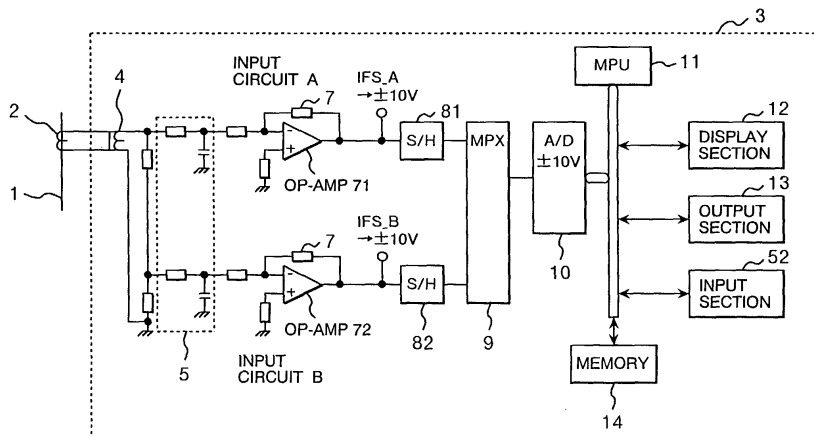 3
INPUT
CIRCUIT A
2
4
7
IFS_A
→±10V
81
S/H
MPX
A/D
±10V
MPU
11
12
DISPLAY
SECTION
-
+
OP-AMP 71
1
13
OUTPUT
SECTION
7
IFS_B
→±10V
10
52
INPUT
SECTION
-
+
S/H
OP-AMP 72
82
9
5
INPUT
CIRCUIT B
MEMORY
14